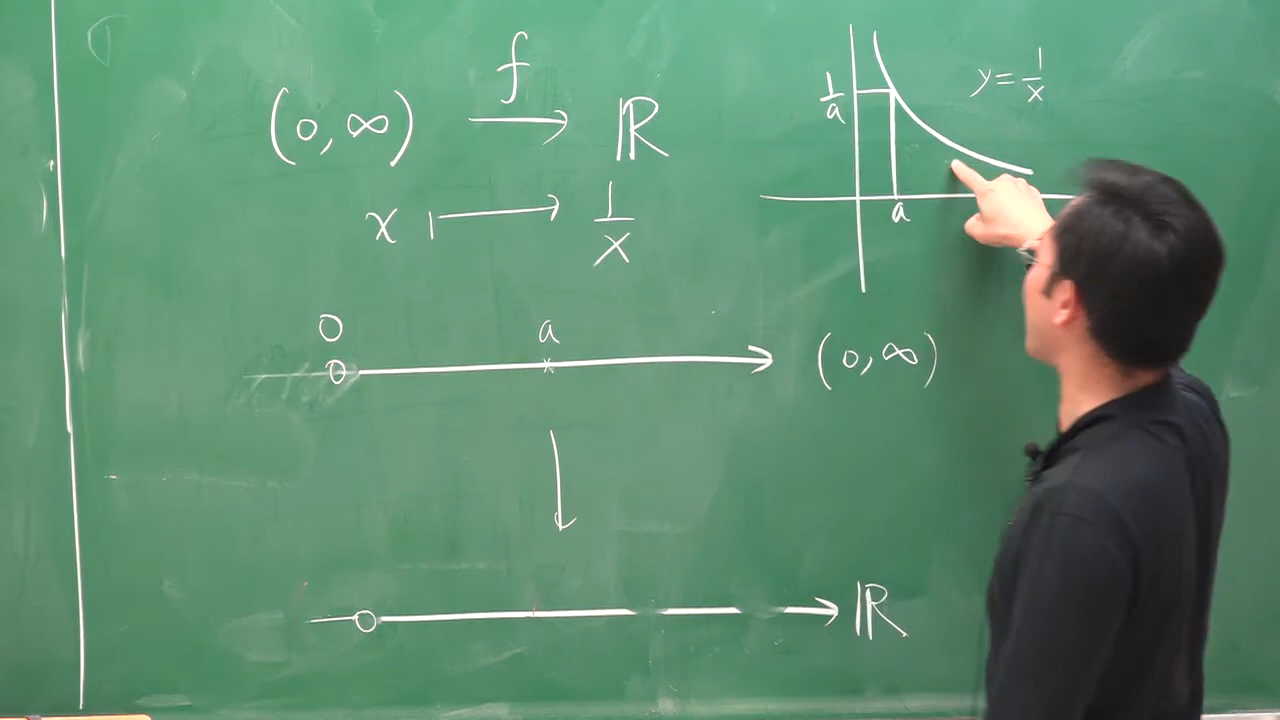 (0, ∞) f→ ℝ
x ↦ 1/x
y = 1/x
1/a
a
0 a
(0, ∞)
↓
ℝ